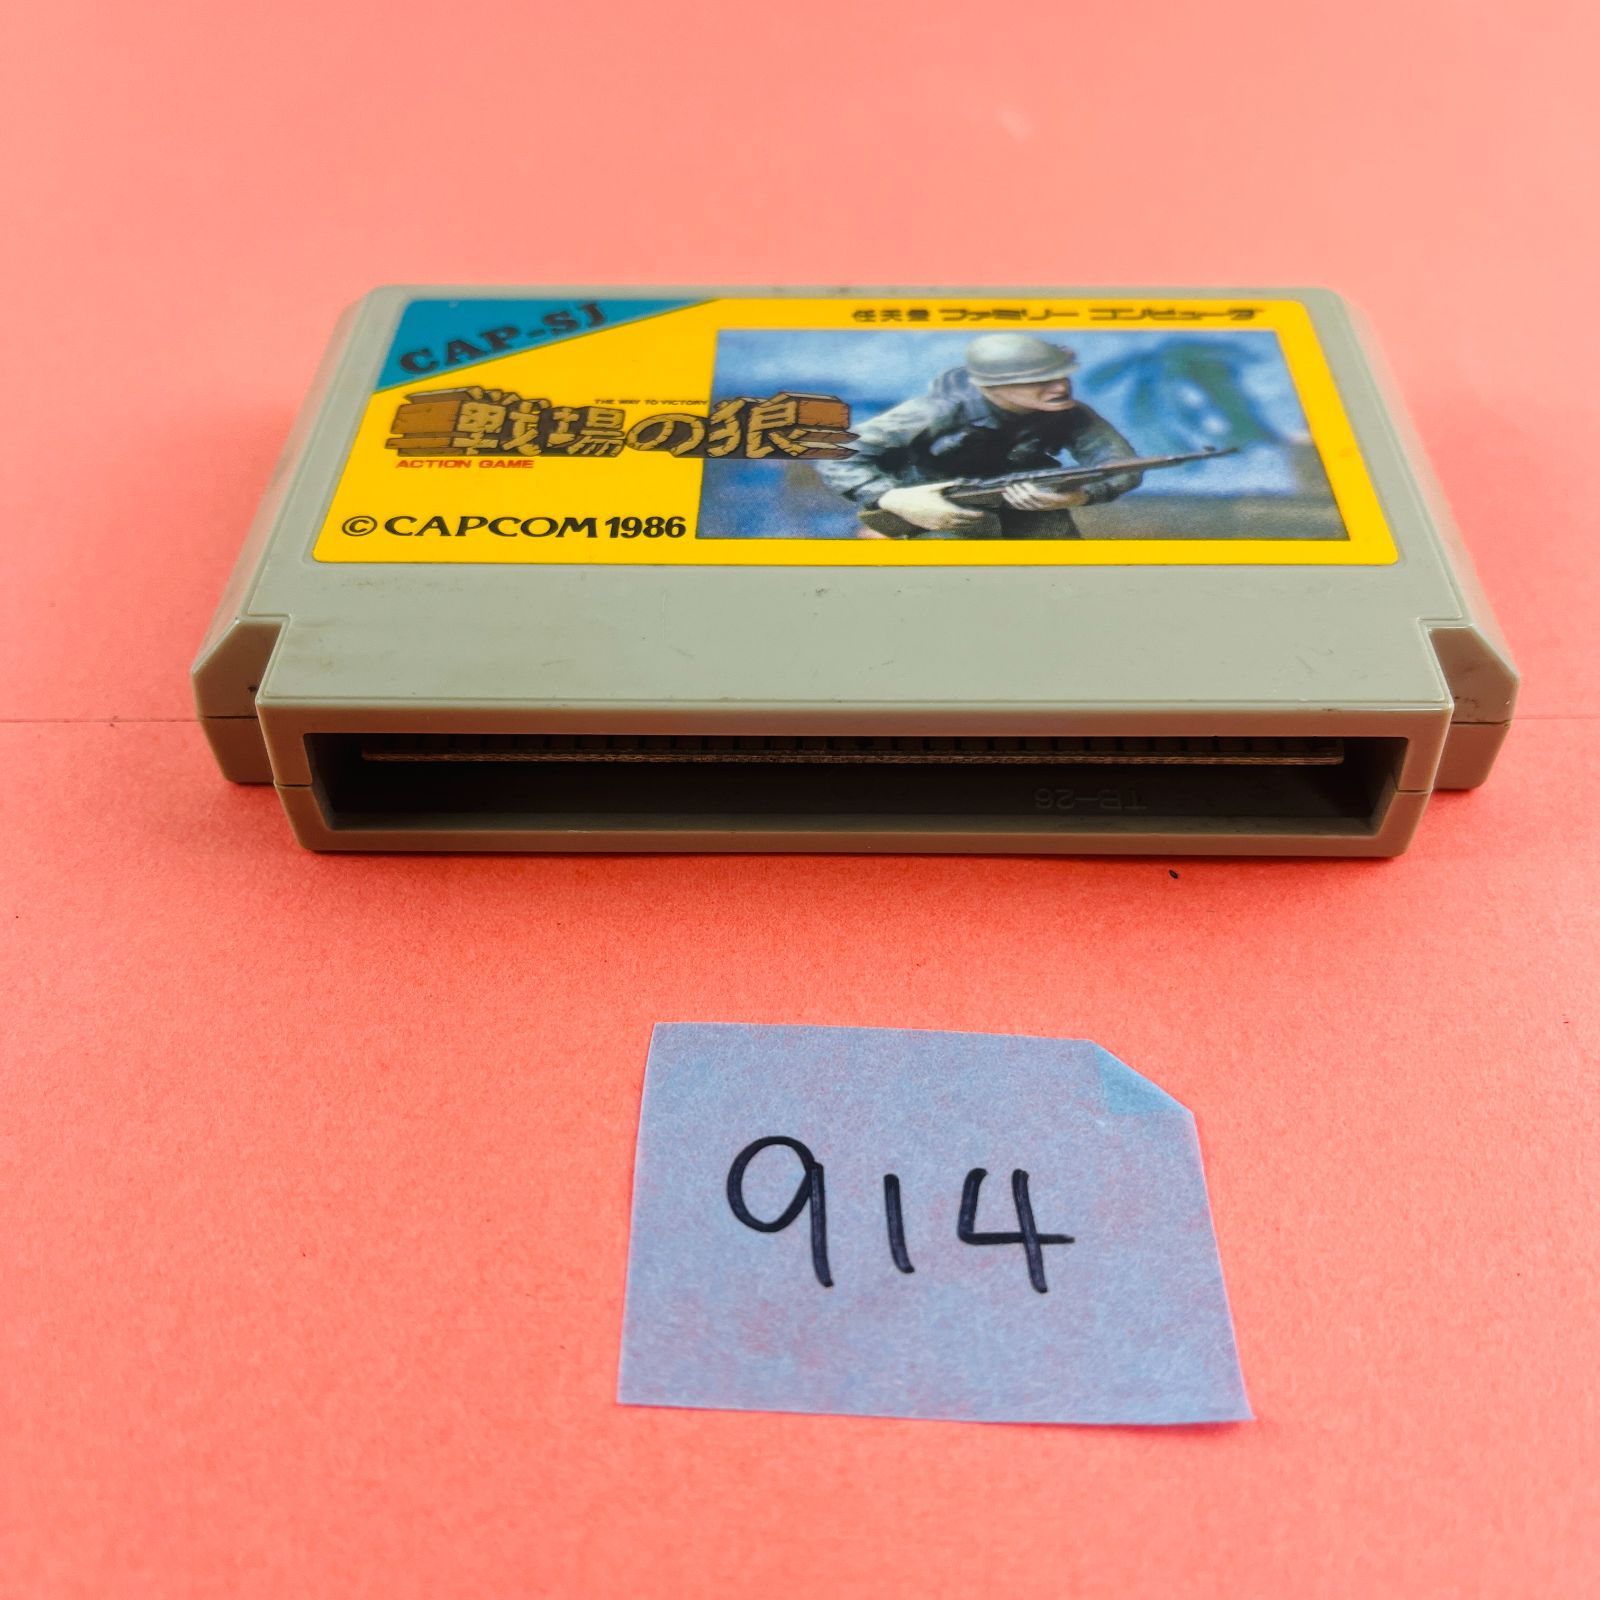 CAP-SJ
任天堂 ファミリー コンピュータ
THE WAY TO VICTORY
戦場の狼
ACTION GAME
©CAPCOM 1986
TB-26
914